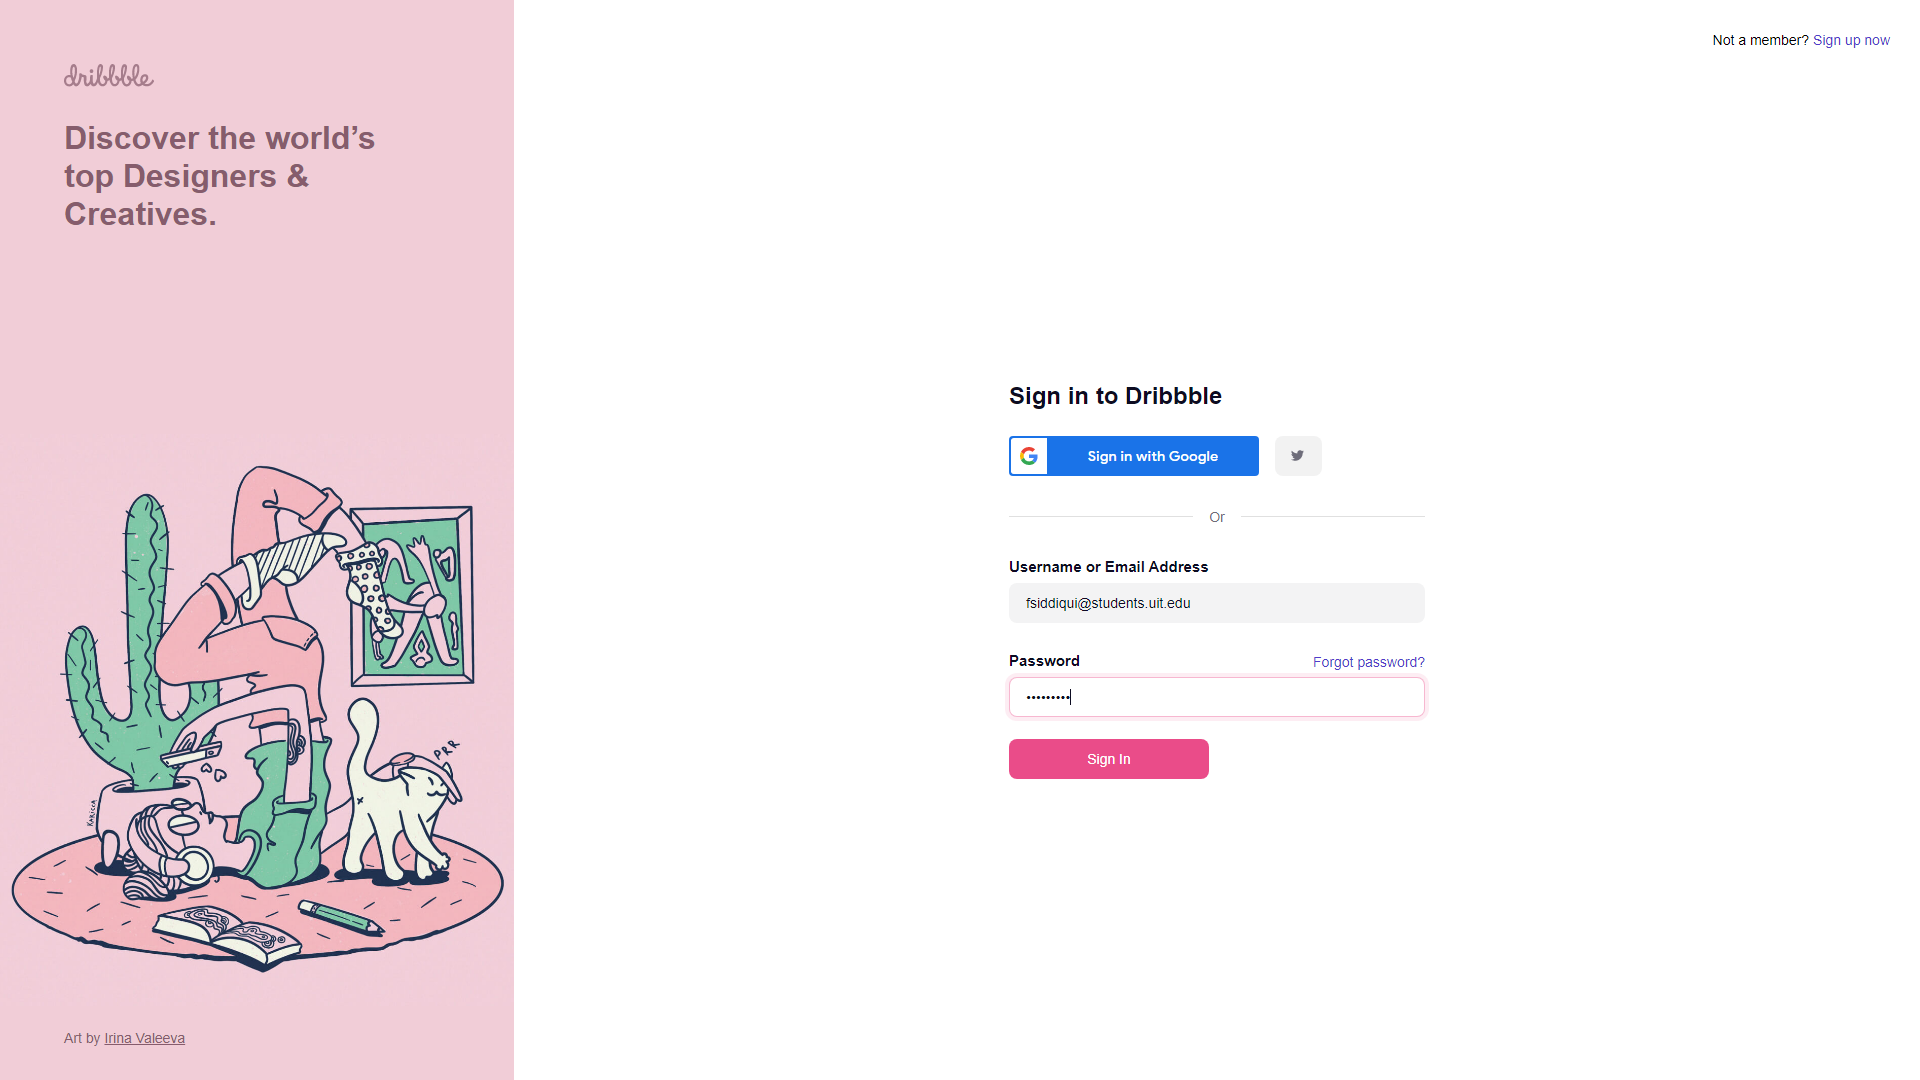 dribbble
Discover the world’s
top Designers &
Creatives.
PRR
Karicca
Art by Irina Valeeva
Not a member? Sign up now
Sign in to Dribbble
Sign in with Google
Or
Username or Email Address
fsiddiqui@students.uit.edu
Password Forgot password?
•••••••••
Sign In